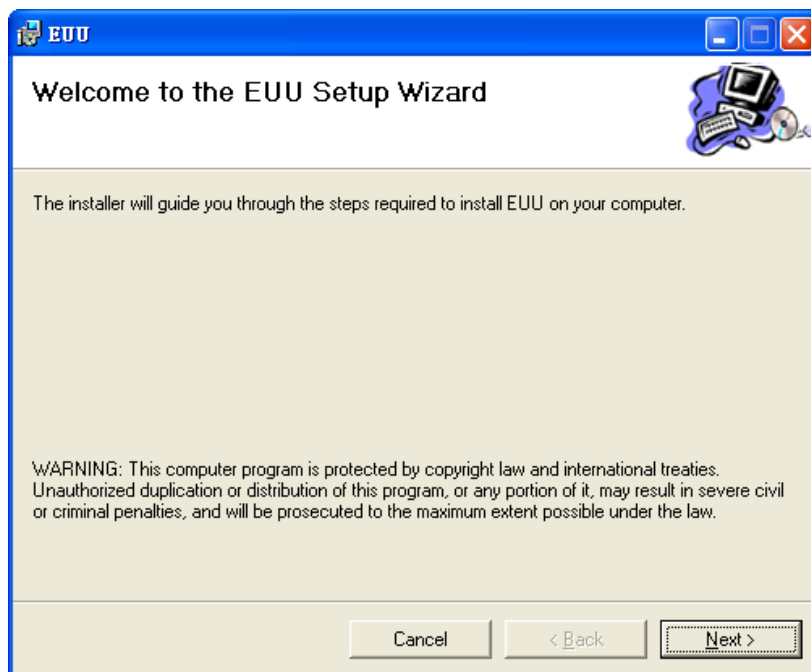 EUU
Welcome to the EUU Setup Wizard
The installer will guide you through the steps required to install EUU on your computer.
WARNING: This computer program is protected by copyright law and international treaties.
Unauthorized duplication or distribution of this program, or any portion of it, may result in severe civil
or criminal penalties, and will be prosecuted to the maximum extent possible under the law.
Cancel < Back Next >